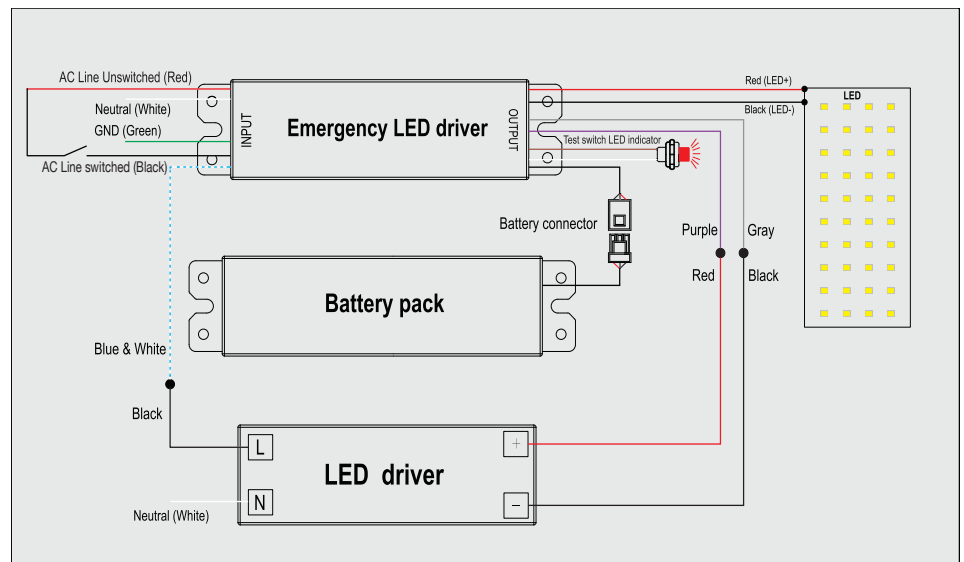 AC Line Unswitched (Red)
Neutral (White)
GND (Green)
AC Line switched (Black)
INPUT
Emergency LED driver
OUTPUT
Red (LED+)
Black (LED-)
LED
Test switch LED indicator
Battery connector
Purple
Gray
Red
Black
Battery pack
Blue & White
Black
L
N
LED driver
+
-
Neutral (White)